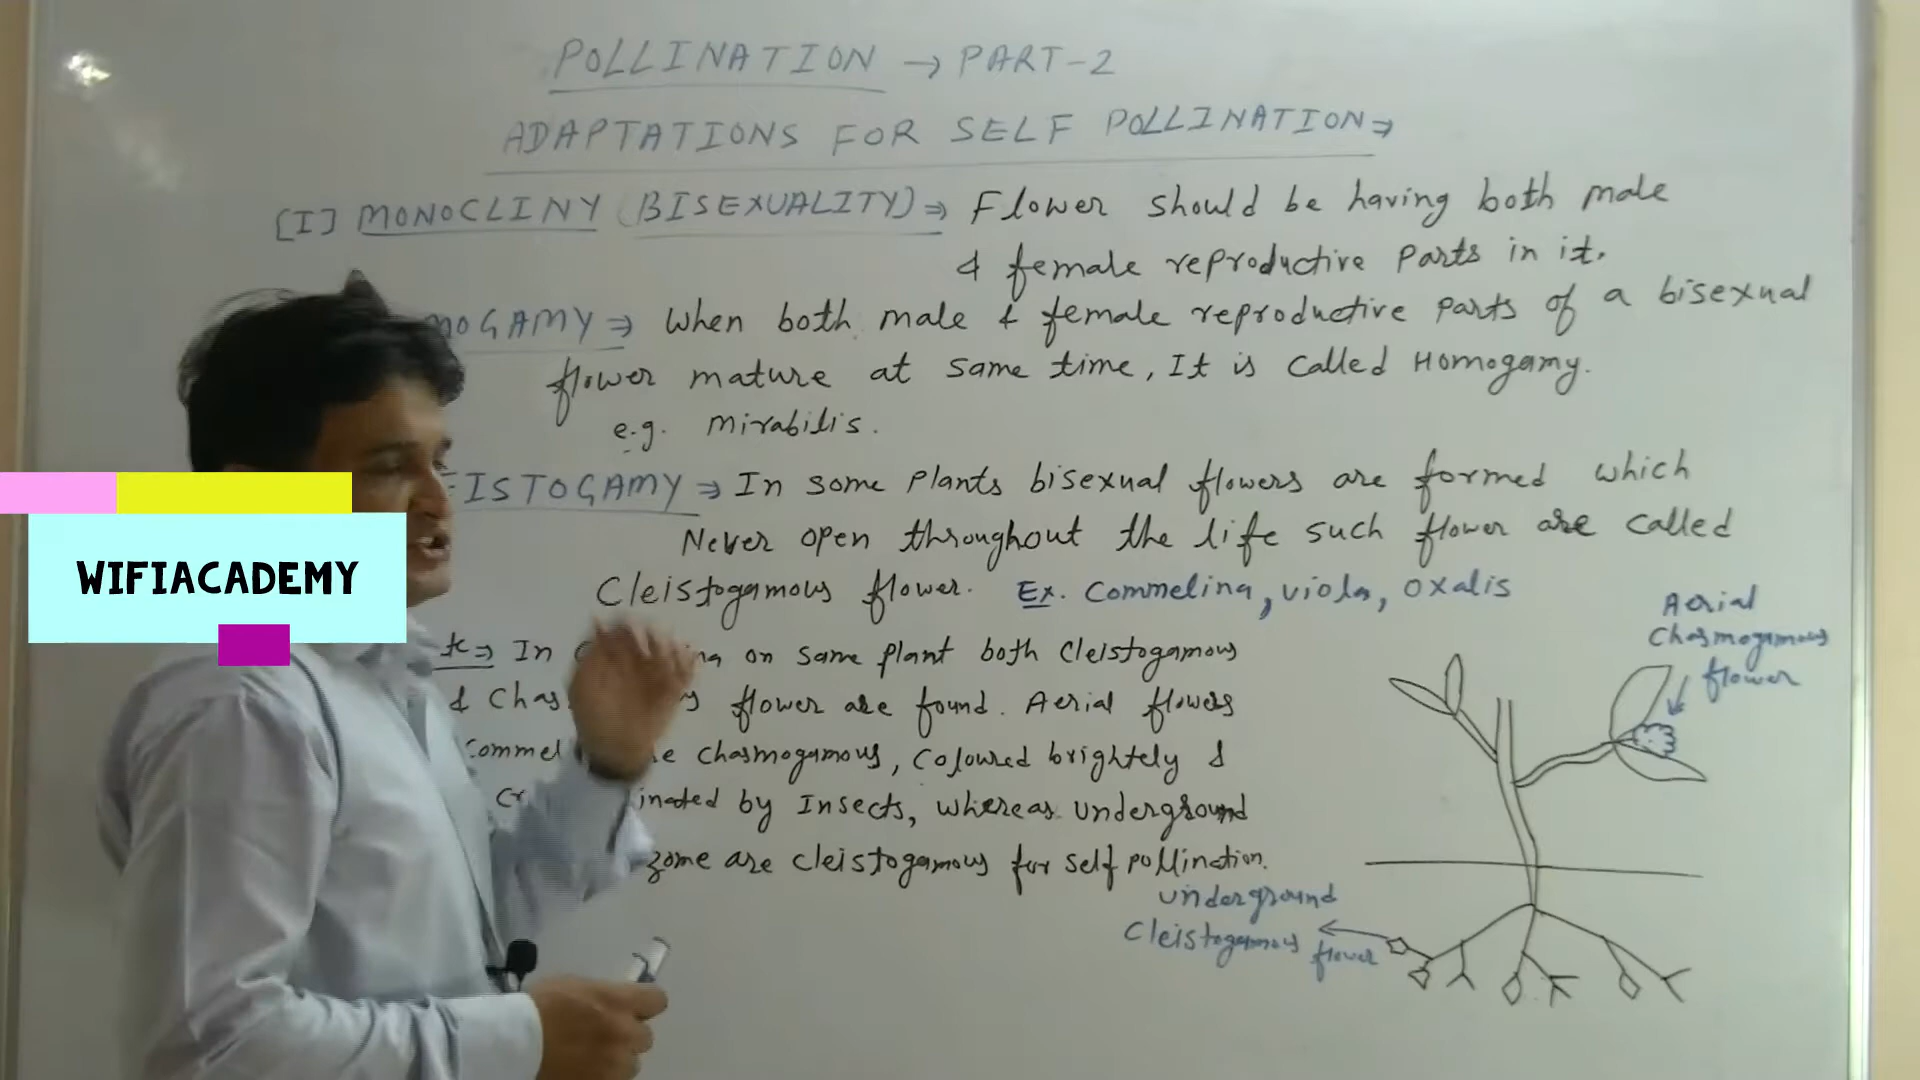 POLLINATION → PART-2
ADAPTATIONS FOR SELF POLLINATION⇒
[I] MONOCLINY (BISEXUALITY)⇒ Flower should be having both male
& female reproductive parts in it.
MOGAMY⇒ When both male & female reproductive parts of a bisexual
flower mature at same time, It is called Homogamy.
e.g. Mirabilis.
ISTOGAMY⇒ In some plants bisexual flowers are formed which
Never open throughout the life such flower are called
Cleistogamous flower. Ex. Commelina, viola, oxalis
In on same plant both Cleistogamous
& Chas flower are found. Aerial flowers
Commel chasmogamous, coloured brightely &
inated by Insects, whereas underground
zome are cleistogamous for self pollination.
Aerial
Chasmogamous
flower
underground
Cleistogamous flower
WIFIACADEMY